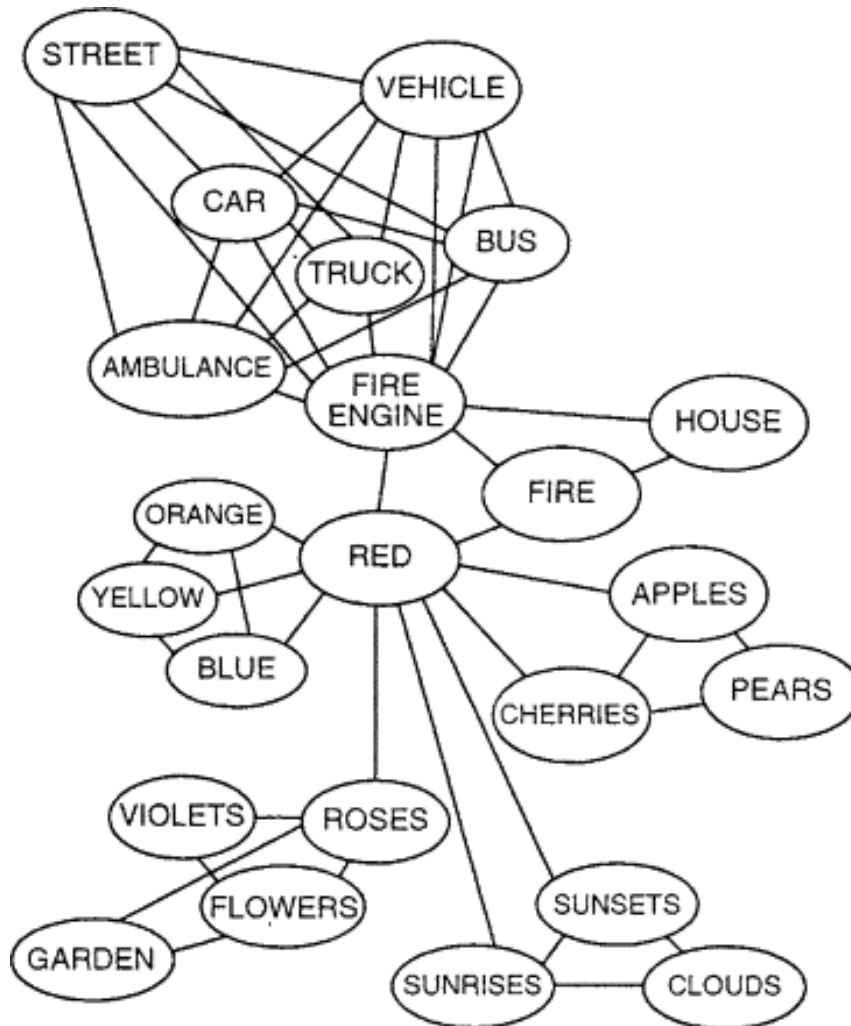 STREET
VEHICLE
CAR
BUS
TRUCK
AMBULANCE
FIRE
ENGINE
HOUSE
FIRE
ORANGE
RED
YELLOW
APPLES
BLUE
PEARS
CHERRIES
VIOLETS
ROSES
FLOWERS
SUNSETS
GARDEN
SUNRISES
CLOUDS